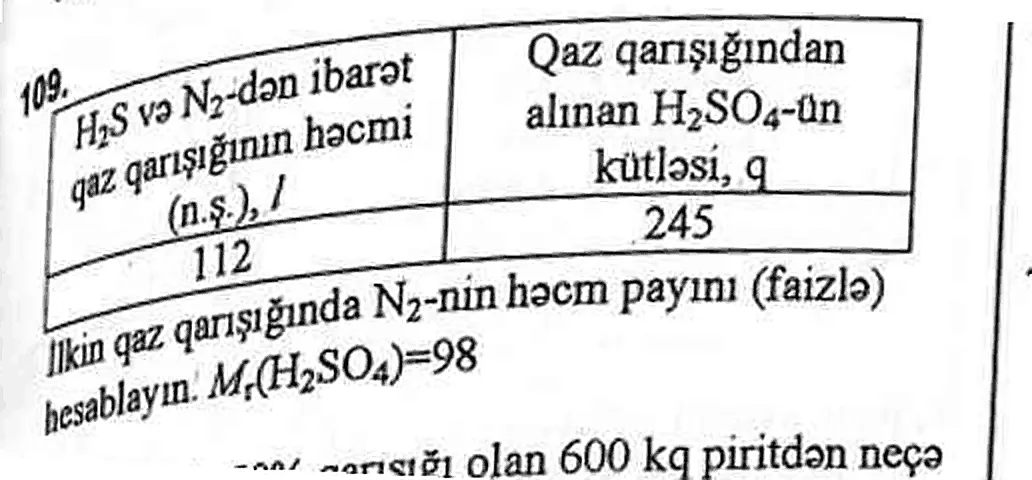 109.
H₂S və N₂-dən ibarət
qaz qarışığının həcmi
(n.ş.), l
Qaz qarışığından
alınan H₂SO₄-ün
kütləsi, q
112
245
İlkin qaz qarışığında N₂-nin həcm payını (faizlə)
hesablayın. Mᵣ(H₂SO₄)=98
qarışığı olan 600 kq piritdən neçə